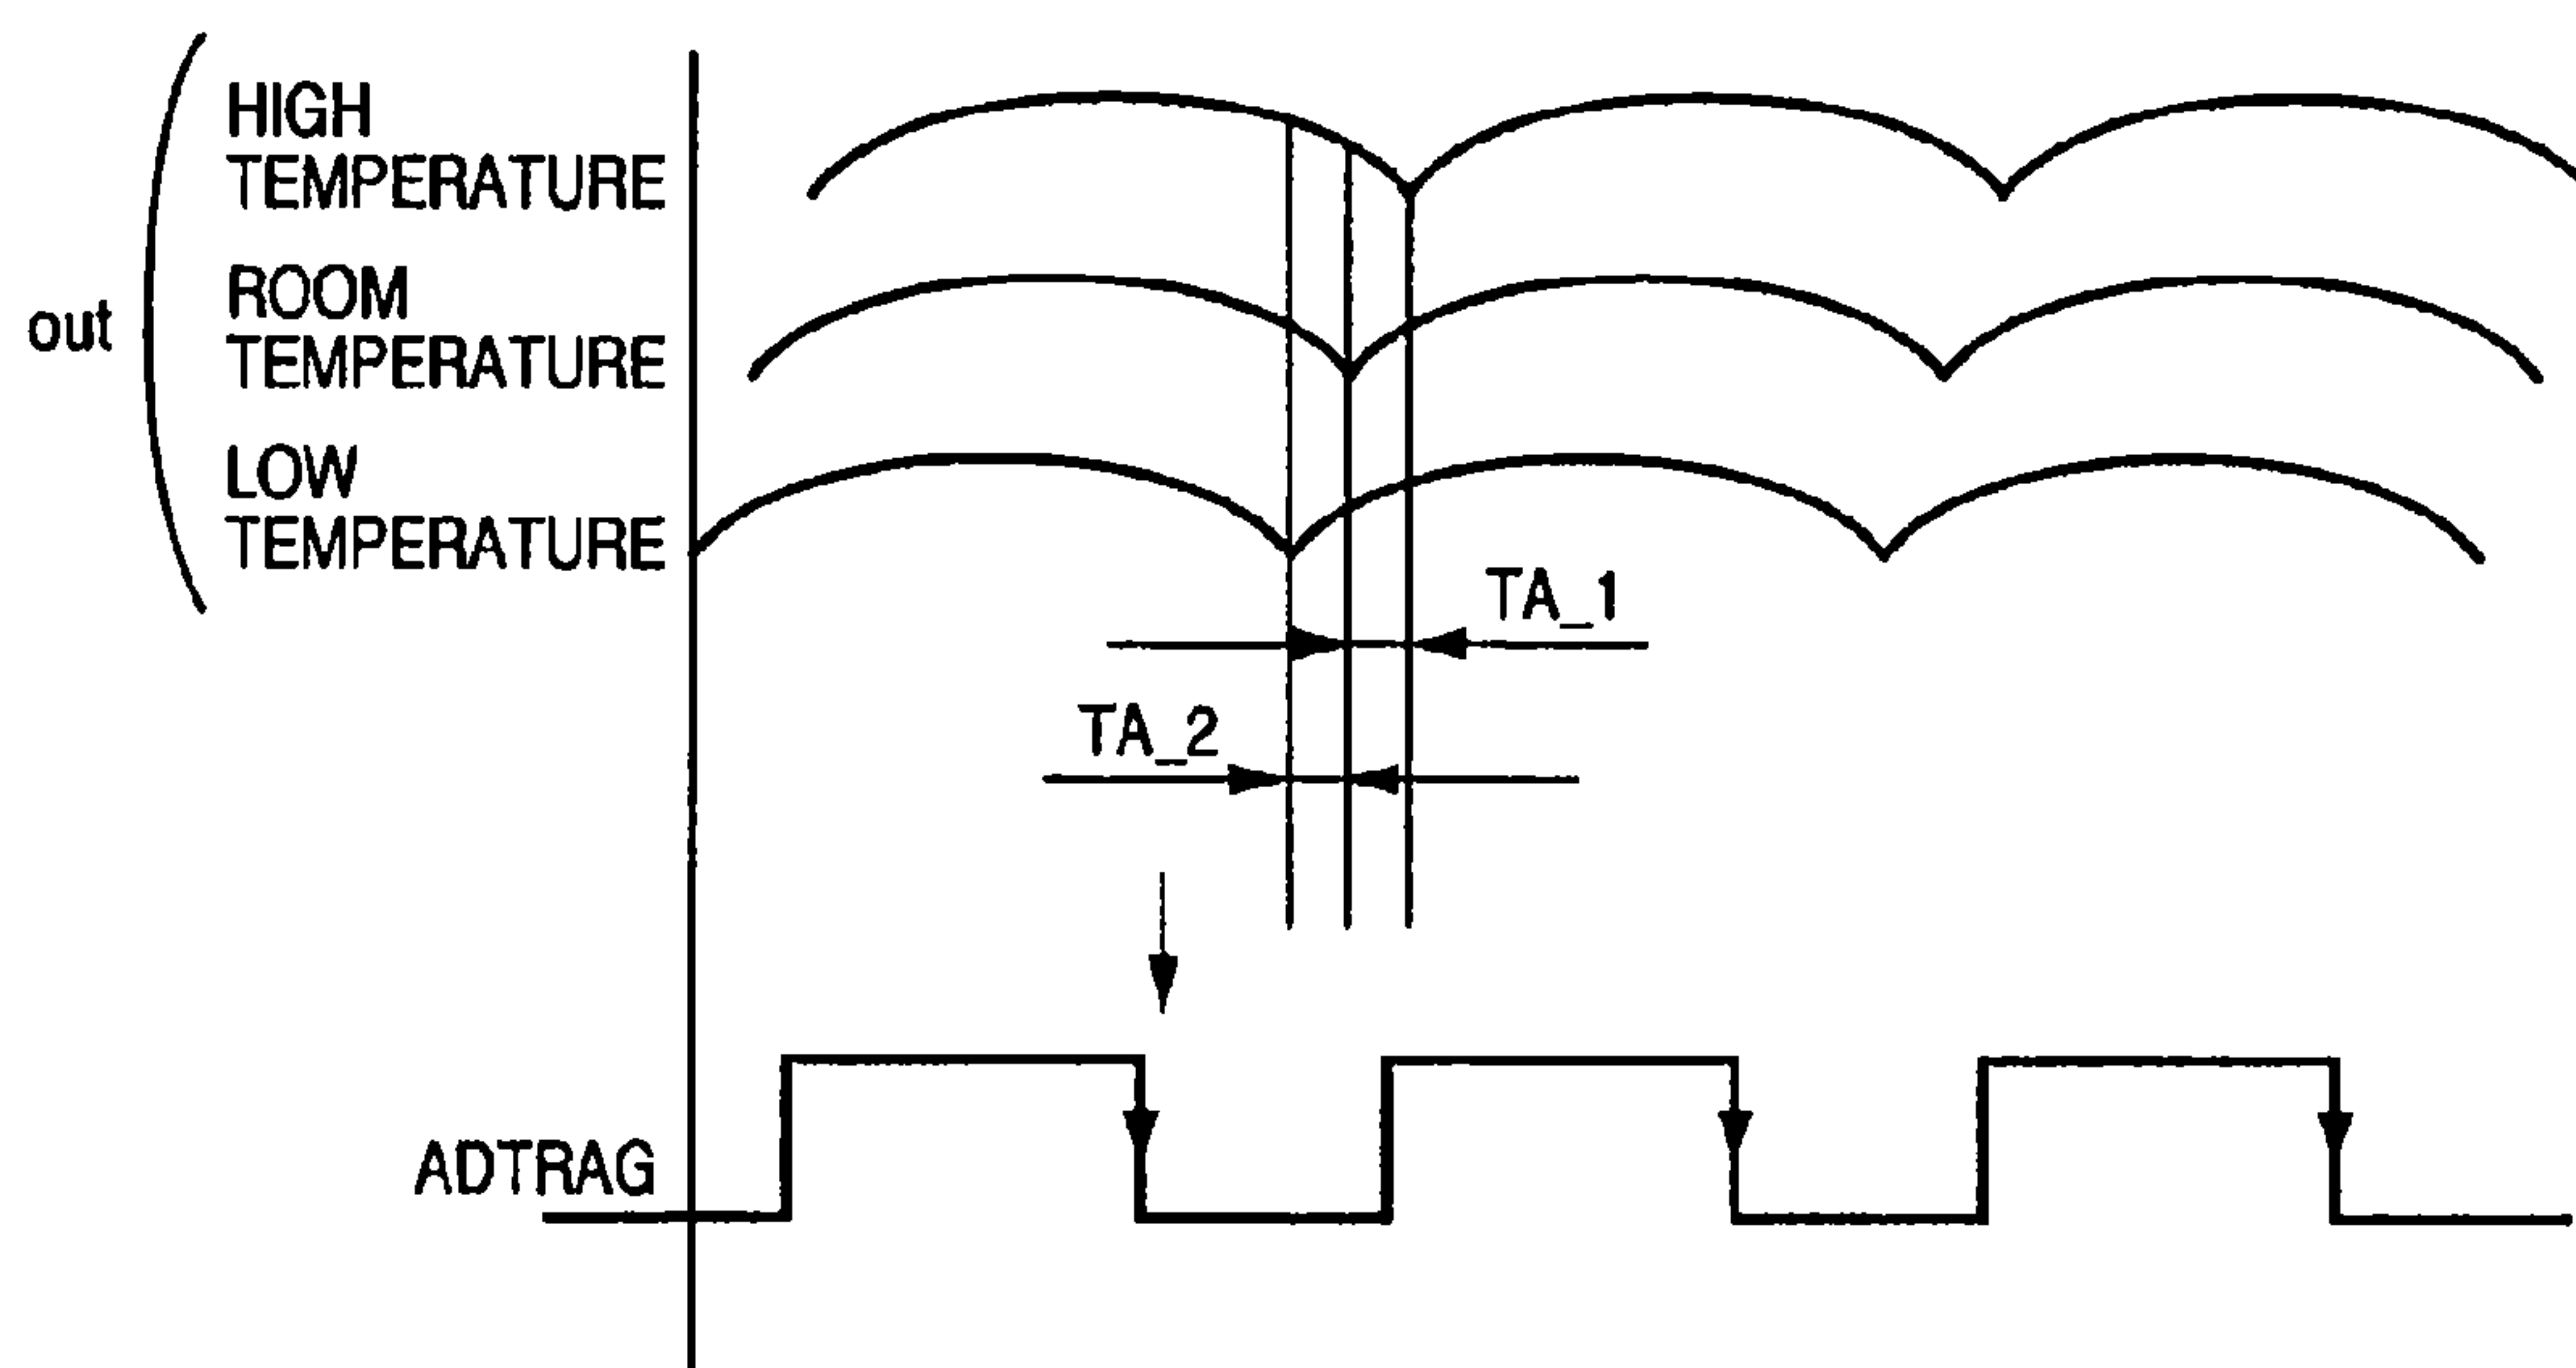 HIGH
TEMPERATURE
out
ROOM
TEMPERATURE
LOW
TEMPERATURE
TA_1
TA_2
ADTRAG